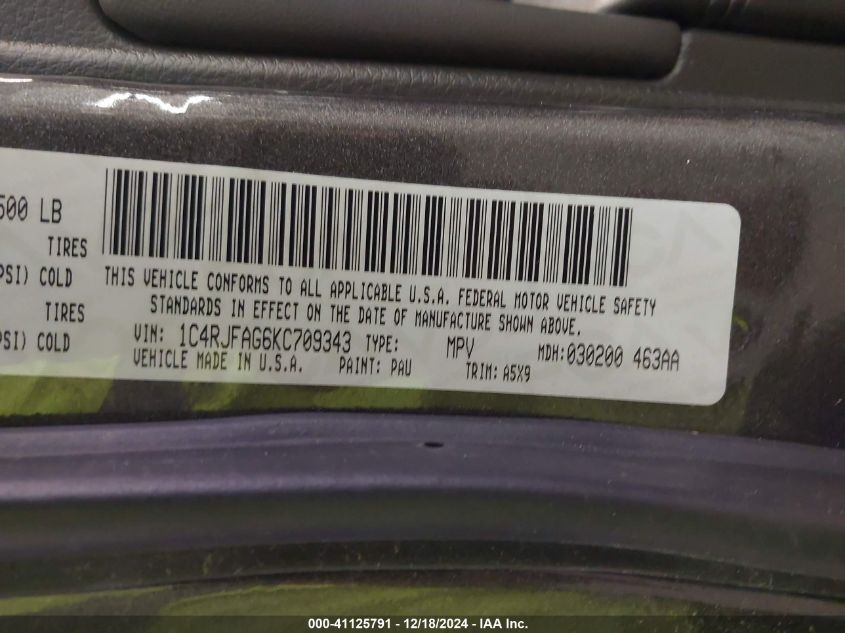 500 LB
TIRES
PSI) COLD
TIRES
PSI) COLD
THIS VEHICLE CONFORMS TO ALL APPLICABLE U.S.A. FEDERAL MOTOR VEHICLE SAFETY
STANDARDS IN EFFECT ON THE DATE OF MANUFACTURE SHOWN ABOVE.
VIN: 1C4RJFAG6KC709343 TYPE: MPV MDH:030200 463AA
VEHICLE MADE IN U.S.A. PAINT: PAU TRIM: A5X9
000-41125791 - 12/18/2024 - IAA Inc.